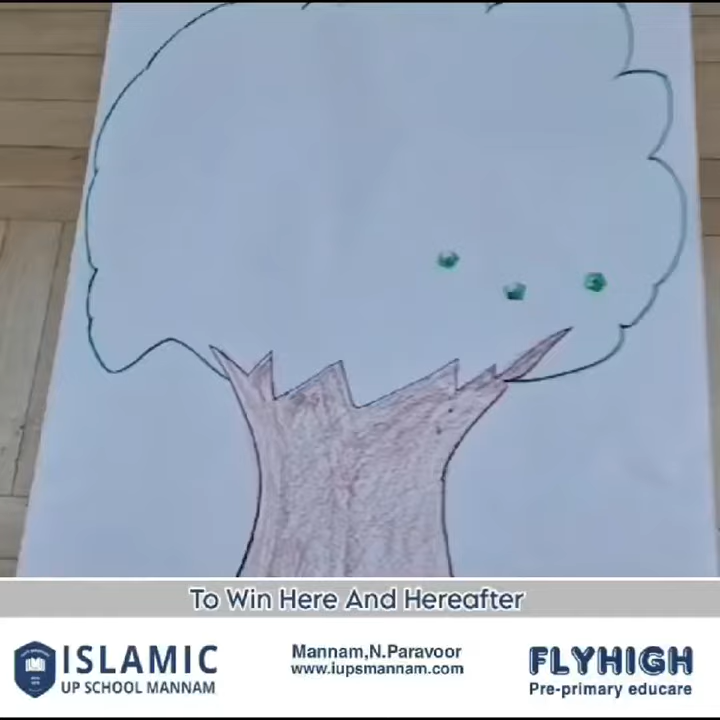 To Win Here And Hereafter
ISLAMIC
UP SCHOOL MANNAM
Mannam,N.Paravoor
www.iupsmannam.com
FLYHIGH
Pre-primary educare